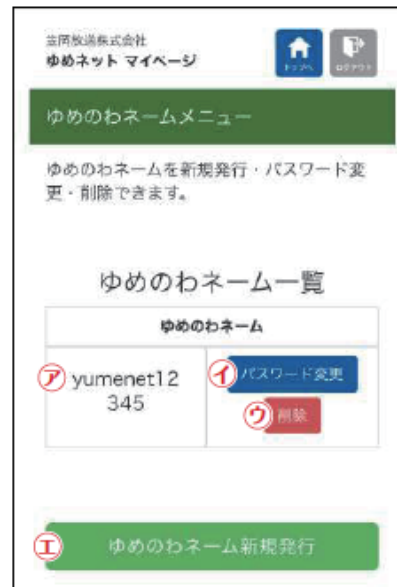 笠岡放送株式会社
ゆめネット マイページ
トップへ
ログアウト
ゆめのわネームメニュー
ゆめのわネームを新規発行・パスワード変
更・削除できます。
ゆめのわネーム一覧
ゆめのわネーム
㋐ yumenet12
345
㋑ パスワード変更
㋒ 削除
㋓ ゆめのわネーム新規発行